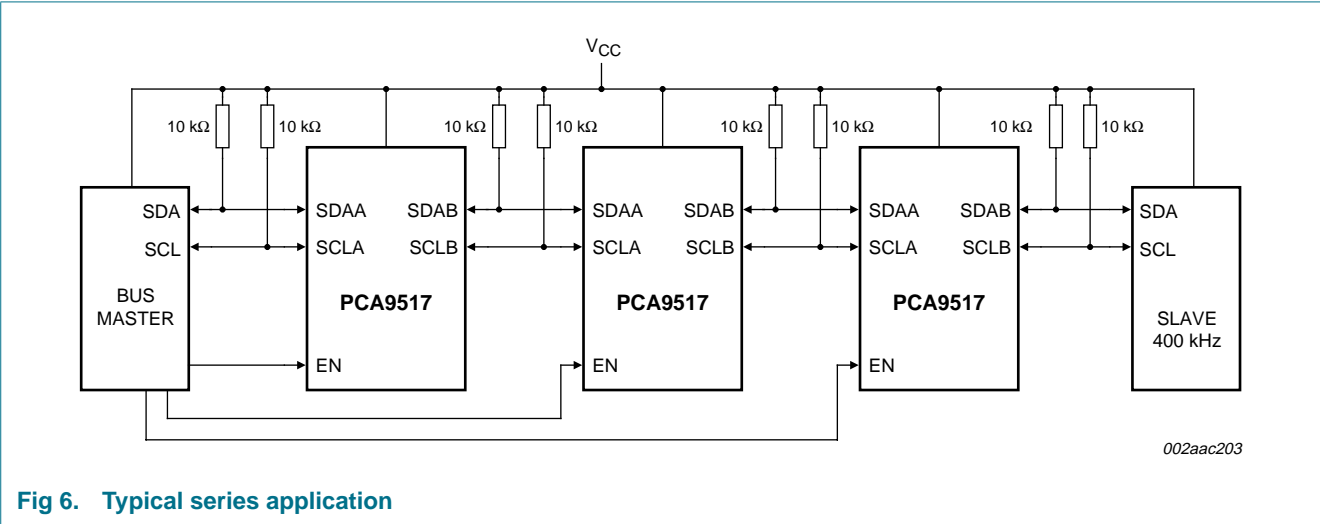 VCC
10 kΩ 10 kΩ 10 kΩ 10 kΩ 10 kΩ 10 kΩ 10 kΩ 10 kΩ
SDA SDAA SDAB SDAA SDAB SDAA SDAB SDA
SCL SCLA SCLB SCLA SCLB SCLA SCLB SCL
BUS
MASTER
PCA9517 PCA9517 PCA9517
SLAVE
400 kHz
EN EN EN
002aac203
Fig 6. Typical series application